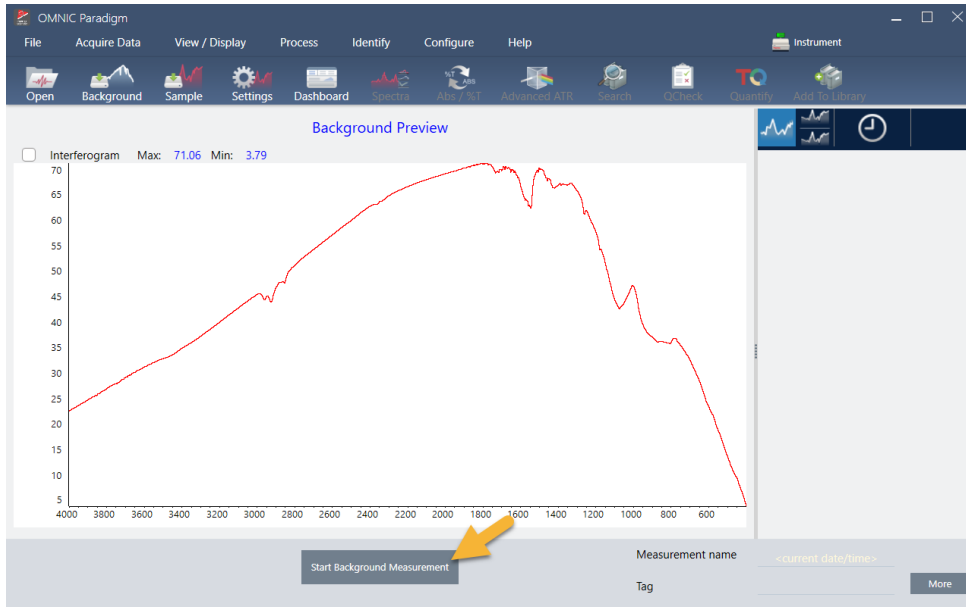 OMNIC Paradigm
File Acquire Data View / Display Process Identify Configure Help Instrument
Open Background Sample Settings Dashboard Spectra Abs / %T Advanced ATR Search QCheck Quantify Add To Library
%T ABS
TQ
Background Preview
Interferogram Max: 71.06 Min: 3.79
70
65
60
55
50
45
40
35
30
25
20
15
10
5
4000 3800 3600 3400 3200 3000 2800 2600 2400 2200 2000 1800 1600 1400 1200 1000 800 600
Start Background Measurement
Measurement name <current date/time>
Tag
More